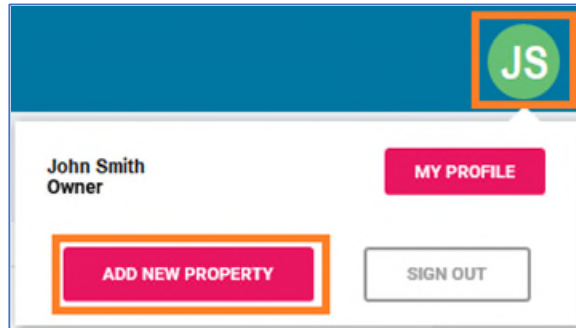 JS
John Smith
Owner
MY PROFILE
ADD NEW PROPERTY
SIGN OUT